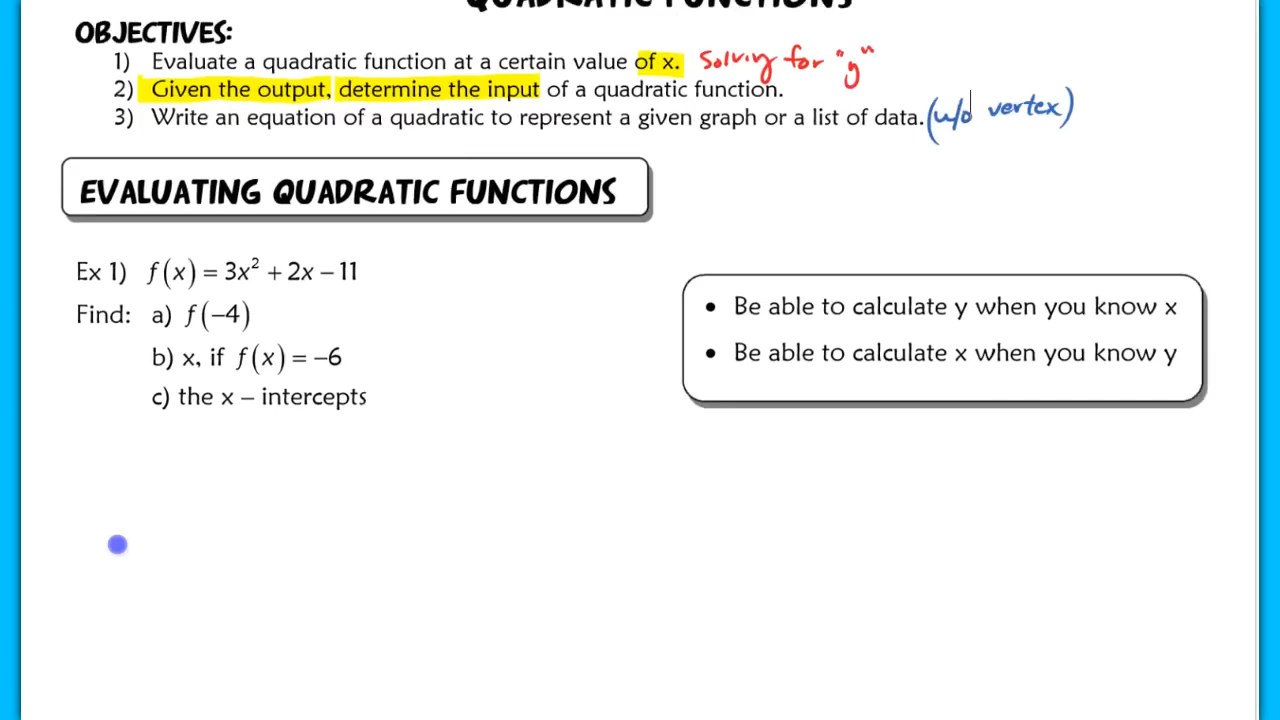 QUADRATIC FUNCTIONS
OBJECTIVES:
1) Evaluate a quadratic function at a certain value of x. Solving for "y"
2) Given the output, determine the input of a quadratic function.
3) Write an equation of a quadratic to represent a given graph or a list of data. (w/o vertex)
EVALUATING QUADRATIC FUNCTIONS
Ex 1) f(x) = 3x² + 2x – 11
Find: a) f(–4)
b) x, if f(x) = –6
c) the x – intercepts
• Be able to calculate y when you know x
• Be able to calculate x when you know y